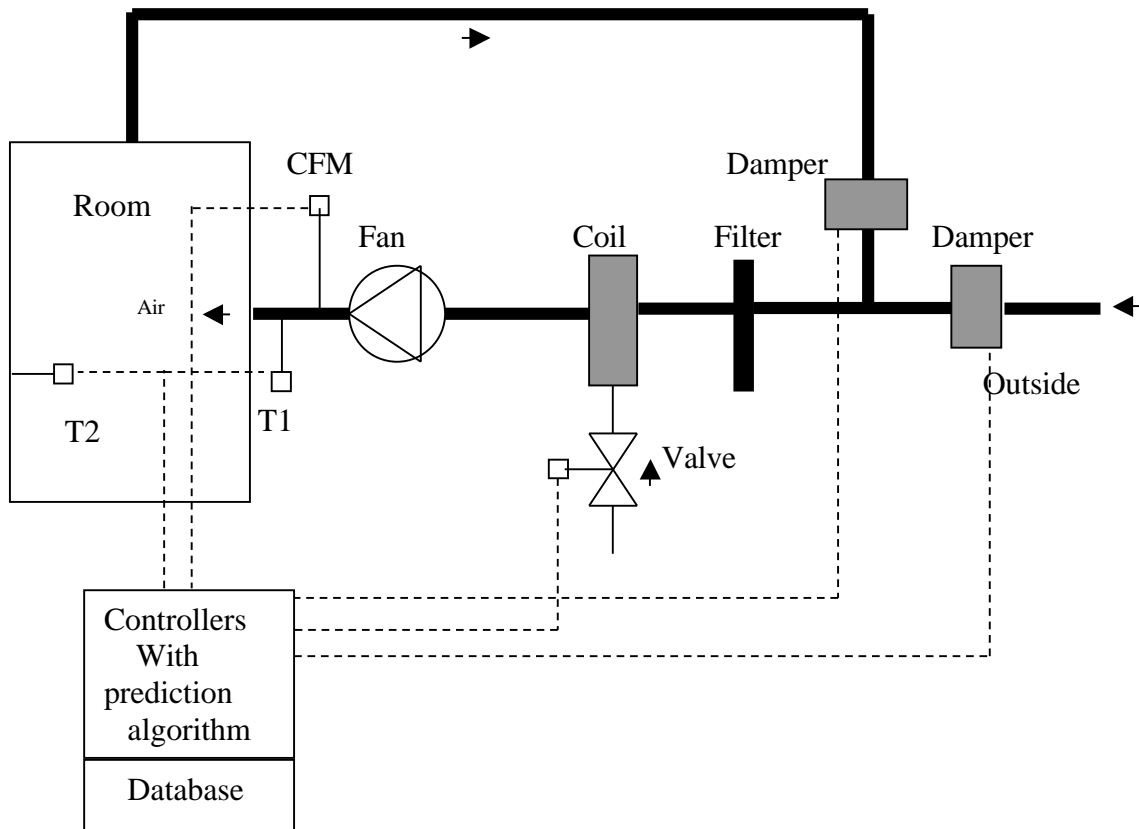 CFM
Damper
Room
Fan
Coil
Filter
Damper
Air
Outside
T2
T1
Valve
Controllers
With
prediction
algorithm
Database